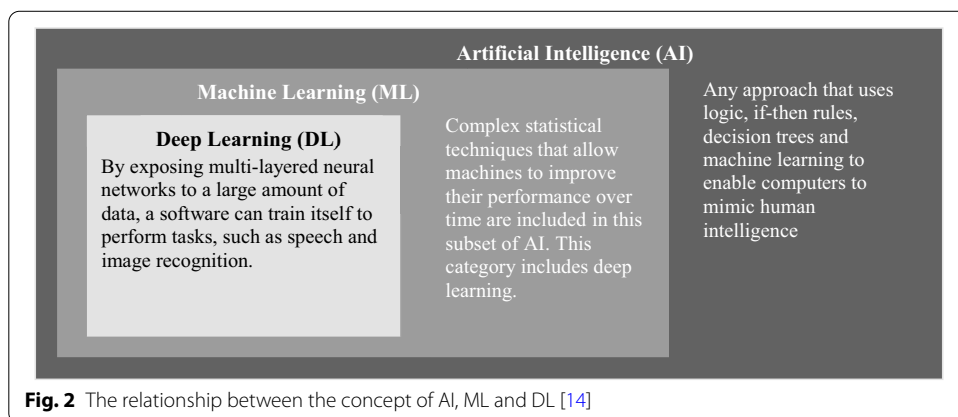 Artificial Intelligence (AI)
Machine Learning (ML)
Deep Learning (DL)
By exposing multi-layered neural
networks to a large amount of
data, a software can train itself to
perform tasks, such as speech and
image recognition.
Complex statistical
techniques that allow
machines to improve
their performance over
time are included in this
subset of AI. This
category includes deep
learning.
Any approach that uses
logic, if-then rules,
decision trees and
machine learning to
enable computers to
mimic human
intelligence
Fig. 2 The relationship between the concept of AI, ML and DL [14]